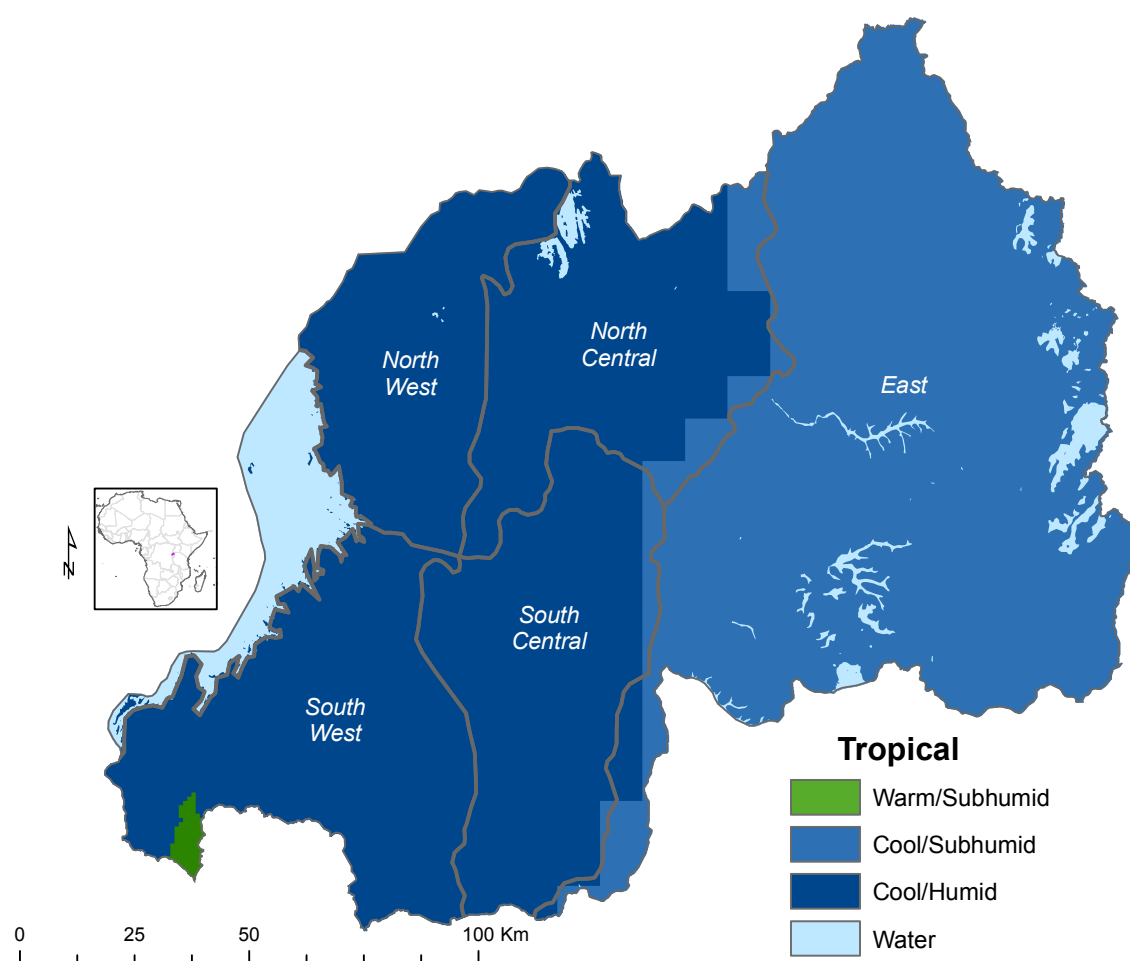 North
West
North
Central
East
South
Central
South
West
N
Tropical
Warm/Subhumid
Cool/Subhumid
Cool/Humid
Water
0 25 50 100 Km